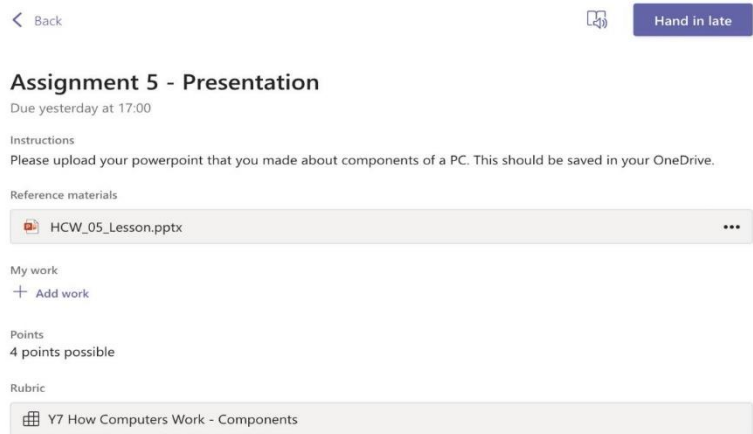 Back
Hand in late
Assignment 5 - Presentation
Due yesterday at 17:00
Instructions
Please upload your powerpoint that you made about components of a PC. This should be saved in your OneDrive.
Reference materials
HCW_05_Lesson.pptx
My work
+ Add work
Points
4 points possible
Rubric
Y7 How Computers Work - Components